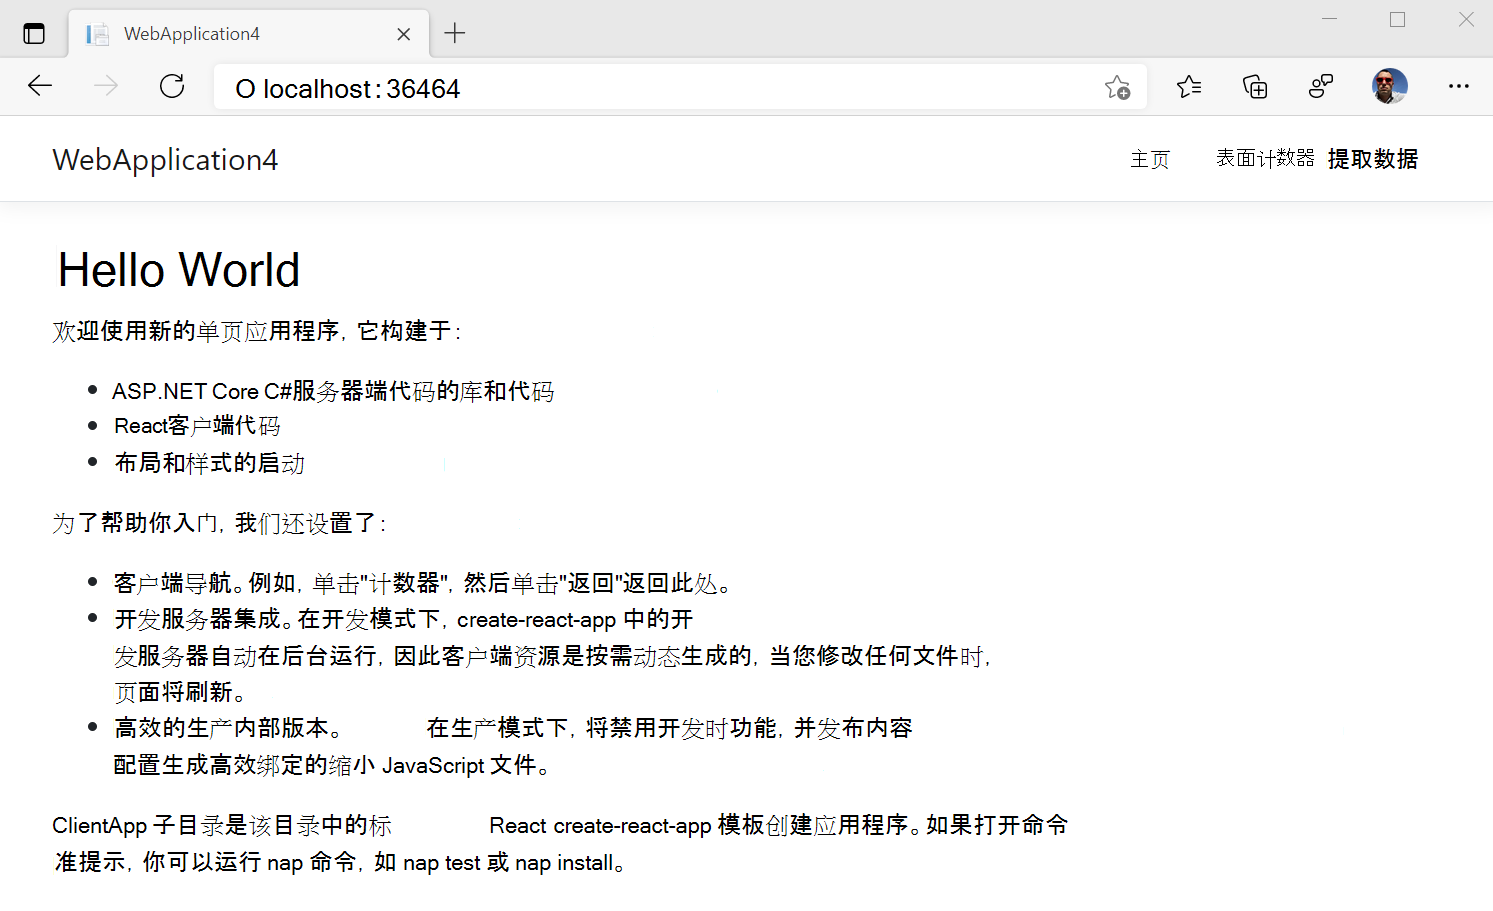 WebApplication4
localhost:36464
WebApplication4
主页 表面计数器 提取数据
Hello World
欢迎使用新的单页应用程序, 它构建于:
ASP.NET Core C#服务器端代码的库和代码
React客户端代码
布局和样式的启动
为了帮助你入门, 我们还设置了:
客户端导航。例如, 单击"计数器", 然后单击"返回"返回此处。
开发服务器集成。在开发模式下, create-react-app 中的开
发服务器自动在后台运行, 因此客户端资源是按需动态生成的, 当您修改任何文件时,
页面将刷新。
高效的生产内部版本。 在生产模式下, 将禁用开发时功能, 并发布内容
配置生成高效绑定的缩小 JavaScript 文件。
ClientApp 子目录是该目录中的标 React create-react-app 模板创建应用程序。如果打开命令
准提示, 你可以运行 nap 命令, 如 nap test 或 nap install。